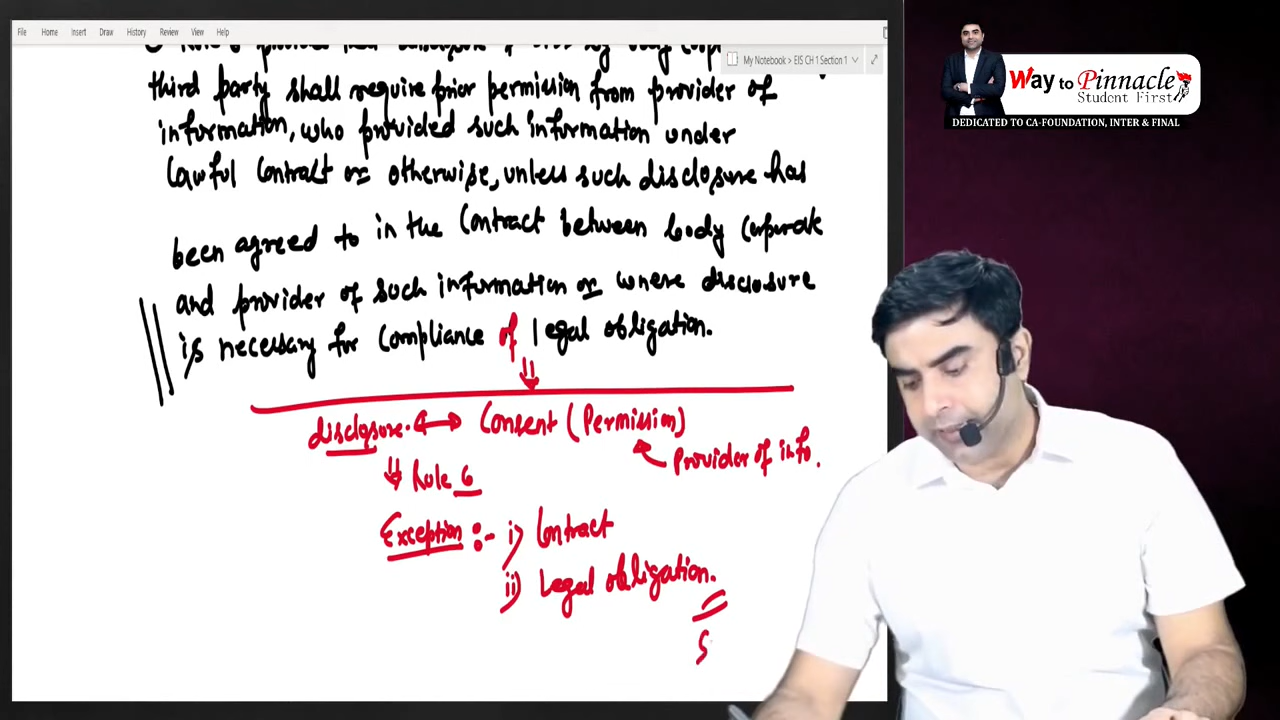 File Home Insert Draw History Review View Help
My Notebook > EIS CH 1 Section 1
third party shall require prior permission from provider of
information, who provided such information under
Lawful Contract or otherwise, unless such disclosure has
been agreed to in the Contract between body Corporate
and provider of such information or where disclosure
is necessary for Compliance of legal obligation.
disclosure. Consent (Permission)
Provider of info.
Rule 6
Exception :- i) Contract
ii) Legal obligation.
S
Way to Pinnacle
Student First
DEDICATED TO CA-FOUNDATION, INTER & FINAL